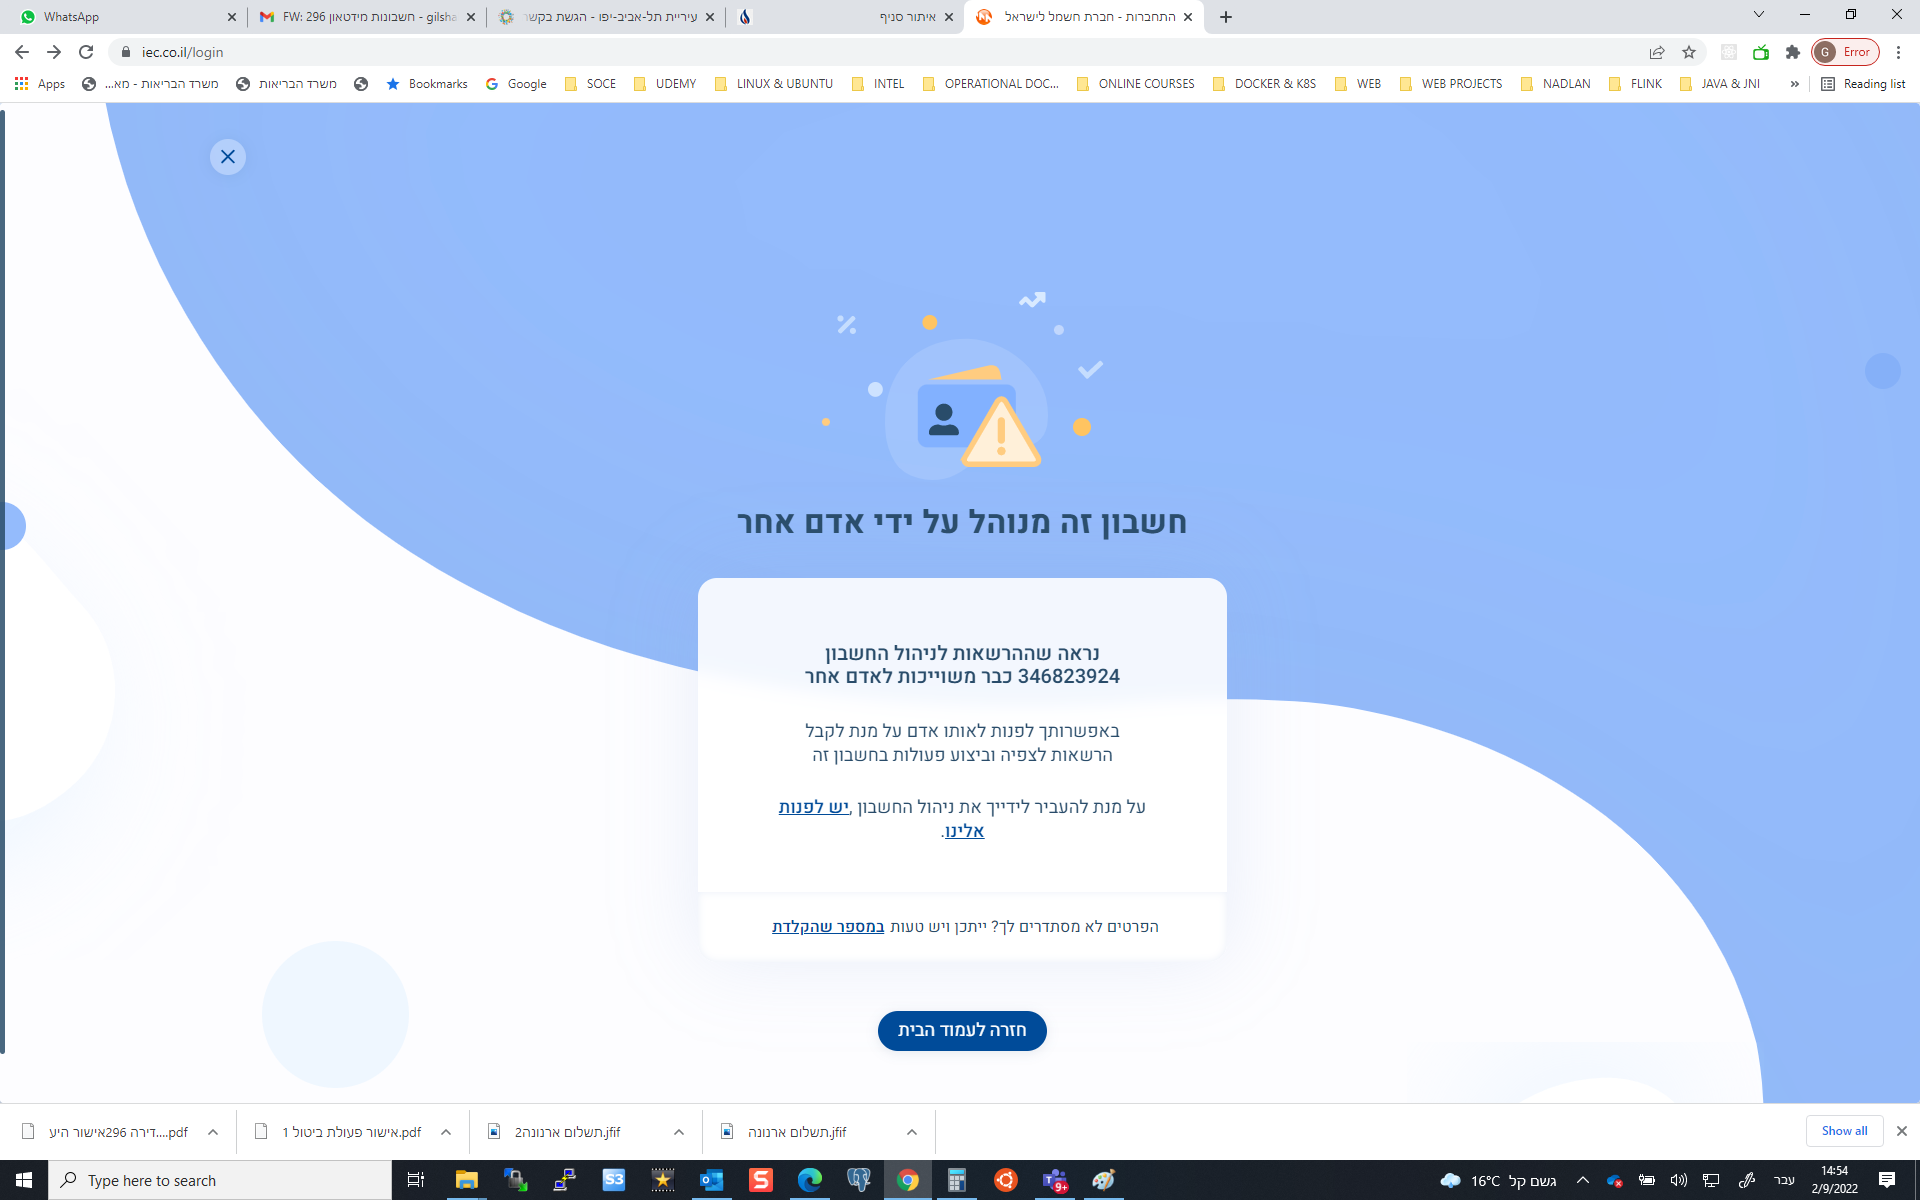 WhatsApp
FW: 296 חשבונות מידטאון - gilsha
עיריית תל-אביב-יפו - הגשת בקשו
איתור סניף
התחברות - חברת חשמל לישראל
iec.co.il/login
G Error
Apps
משרד הבריאות - מא...
משרד הבריאות
Bookmarks
Google
SOCE
UDEMY
LINUX & UBUNTU
INTEL
OPERATIONAL DOC...
ONLINE COURSES
DOCKER & K8S
WEB
WEB PROJECTS
NADLAN
FLINK
JAVA & JNI
»
Reading list
חשבון זה מנוהל על ידי אדם אחר
נראה שההרשאות לניהול החשבון
346823924 כבר משוייכות לאדם אחר
באפשרותך לפנות לאותו אדם על מנת לקבל
הרשאות לצפיה וביצוע פעולות בחשבון זה
על מנת להעביר לידייך את ניהול החשבון, יש לפנות
אלינו.
הפרטים לא מסתדרים לך? ייתכן ויש טעות במספר שהקלדת
חזרה לעמוד הבית
אישור היע296 דירה....pdf
אישור פעולת ביטול 1.pdf
תשלום ארנונה2.jfif
תשלום ארנונה.jfif
Show all
Type here to search
S3
S
9+
16°C גשם קל
עבר
14:54
2/9/2022